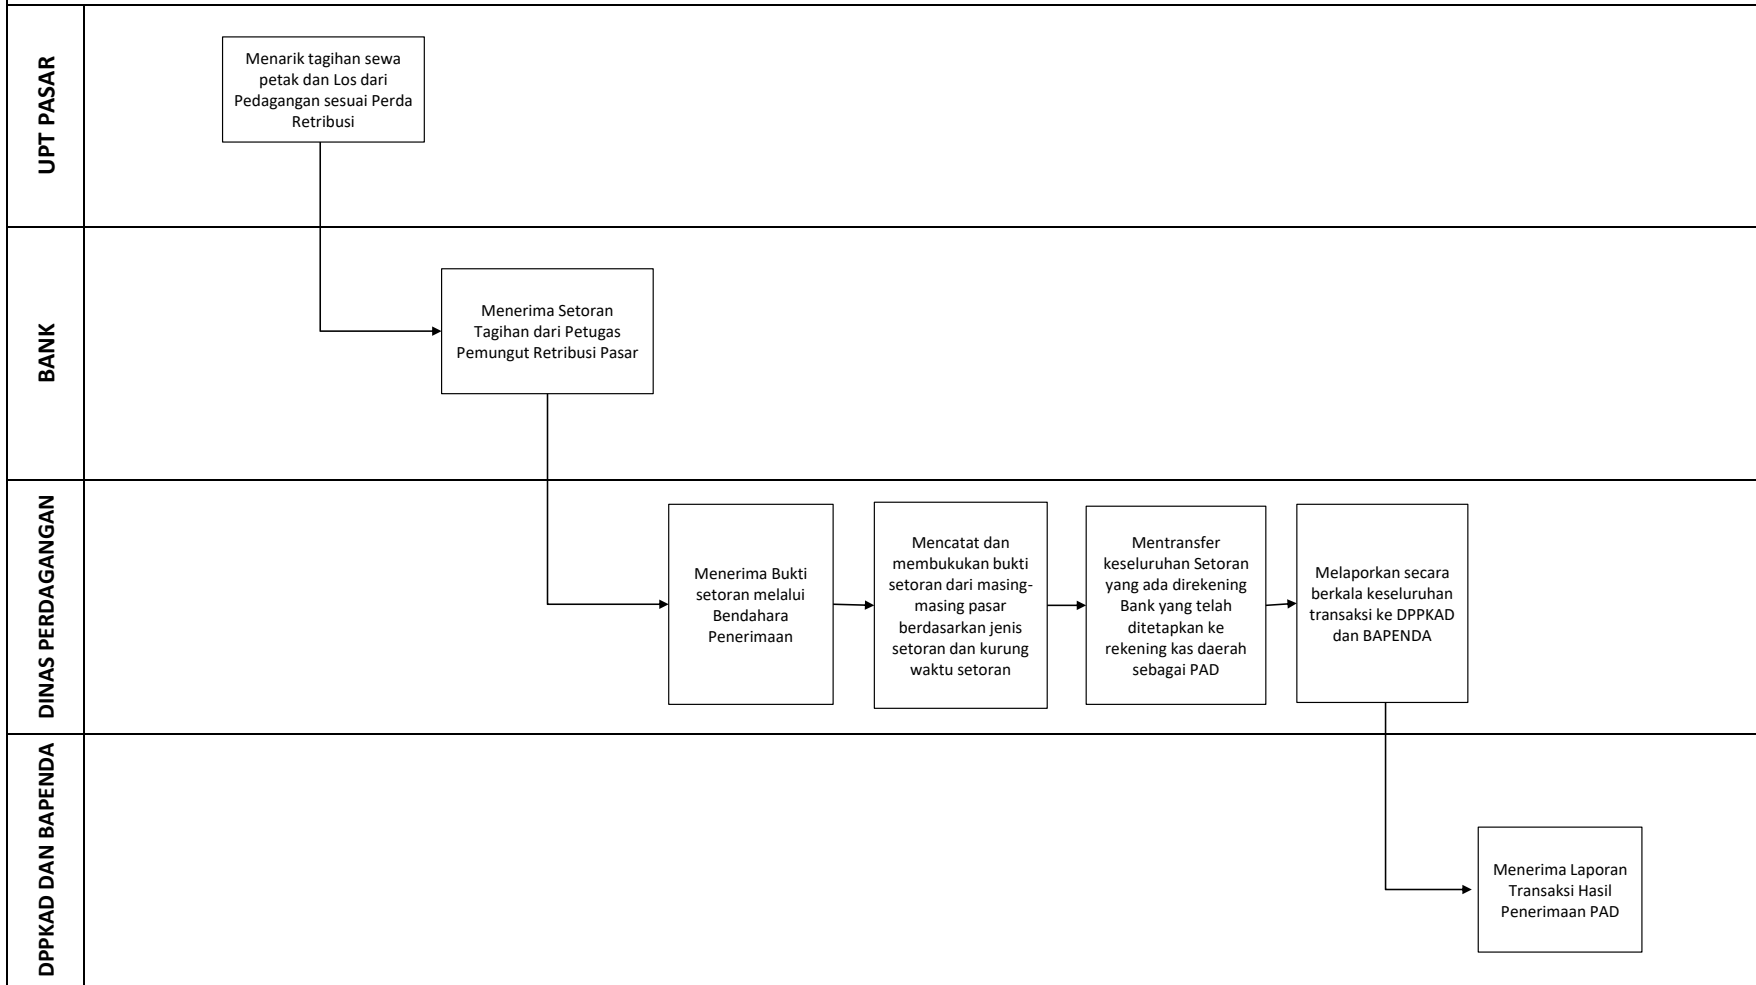 UPT PASAR
Menarik tagihan sewa
petak dan Los dari
Pedagangan sesuai Perda
Retribusi
BANK
Menerima Setoran
Tagihan dari Petugas
Pemungut Retribusi Pasar
DINAS PERDAGANGAN
Menerima Bukti
setoran melalui
Bendahara
Penerimaan
Mencatat dan
membukukan bukti
setoran dari masing-
masing pasar
berdasarkan jenis
setoran dan kurung
waktu setoran
Mentransfer
keseluruhan Setoran
yang ada direkening
Bank yang telah
ditetapkan ke
rekening kas daerah
sebagai PAD
Melaporkan secara
berkala keseluruhan
transaksi ke DPPKAD
dan BAPENDA
DPPKAD DAN BAPENDA
Menerima Laporan
Transaksi Hasil
Penerimaan PAD